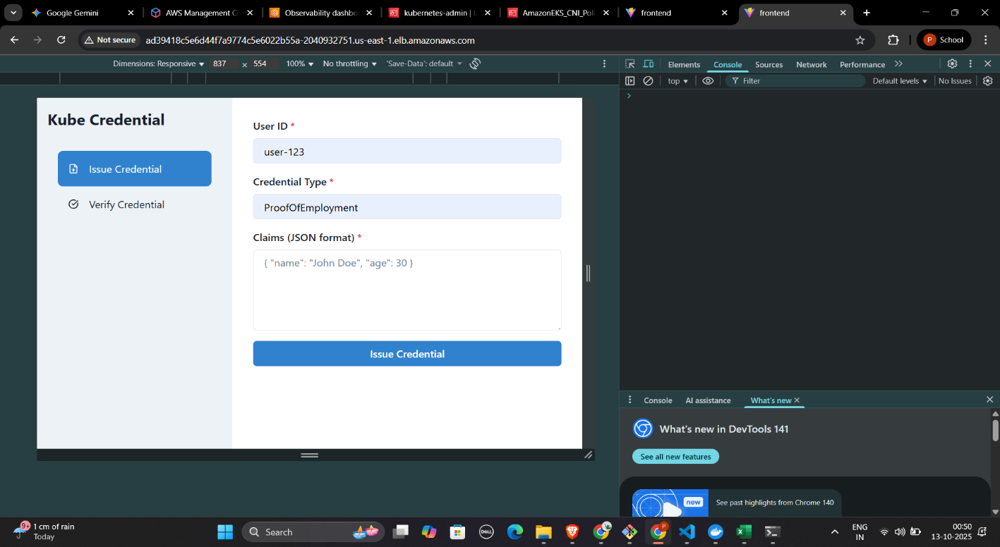 Google Gemini
AWS Management Co
Observability dashbo
kubernetes-admin | I
AmazonEKS_CNI_Poli
frontend
frontend
Not secure
ad39418c5e6d44f7a9774c5e6022b55a-2040932751.us-east-1.elb.amazonaws.com
P School
Dimensions: Responsive 837 × 554 100% No throttling 'Save-Data': default
Elements Console Sources Network Performance
top Filter Default levels No Issues
Kube Credential
Issue Credential
Verify Credential
User ID *
user-123
Credential Type *
ProofOfEmployment
Claims (JSON format) *
{ "name": "John Doe", "age": 30 }
Issue Credential
Console AI assistance What's new
What's new in DevTools 141
See all new features
new
See past highlights from Chrome 140
9+
1 cm of rain
Today
Search
DELL
ENG
IN
00:50
13-10-2025